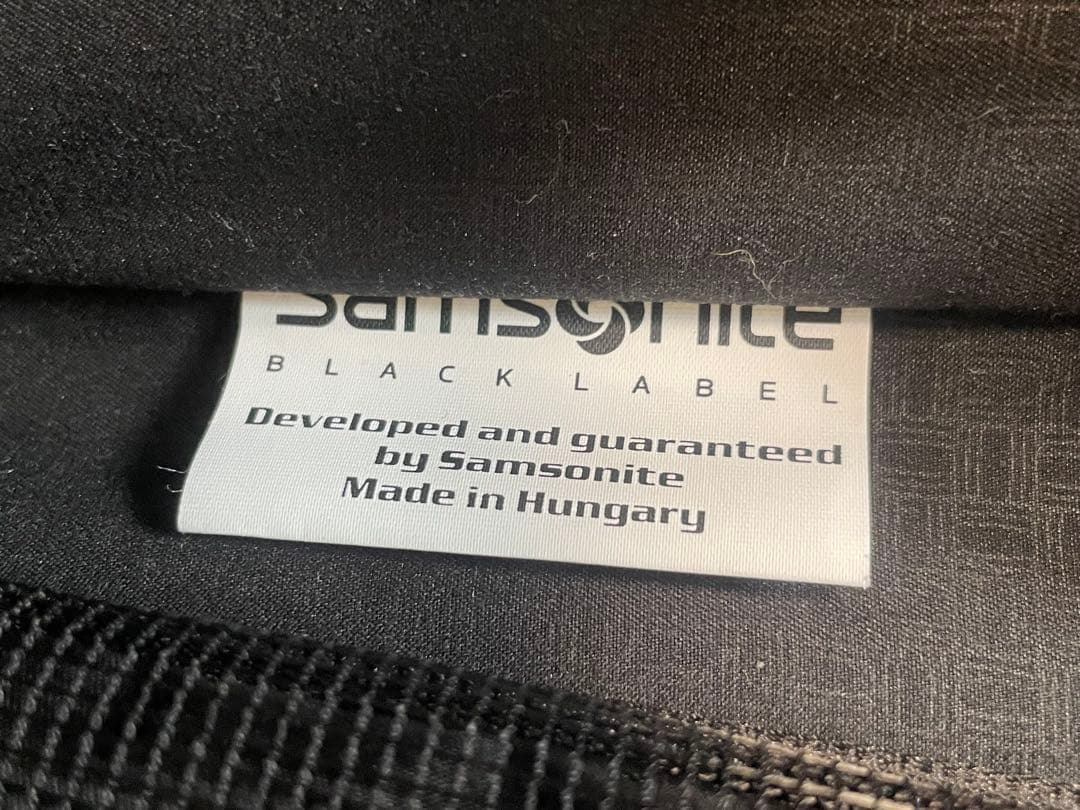 Samsonite
BLACK LABEL
Developed and guaranteed
by Samsonite
Made in Hungary